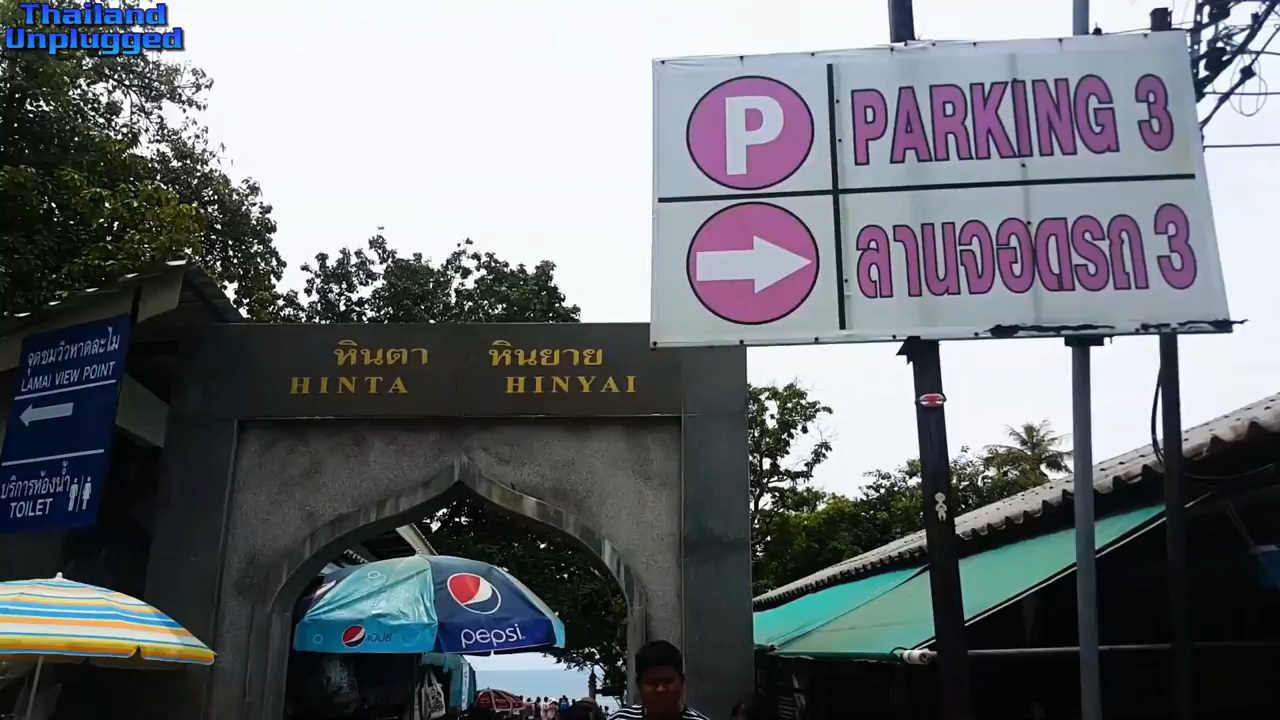 Thailand
Unplugged
P PARKING 3
ลานจอดรถ 3
หินตา หินยาย
HINTA HINYAI
จุดชมวิวหาดละไม
LAMAI VIEW POINT
บริการห้องน้ำ
TOILET
เป๊ปซี่
pepsi